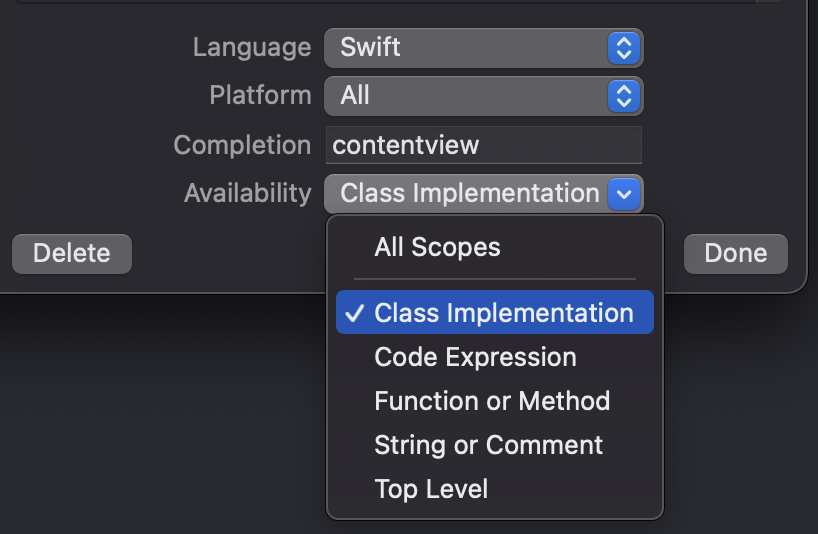 Language Swift
Platform All
Completion contentview
Availability Class Implementation
All Scopes
Delete
Done
Class Implementation
Code Expression
Function or Method
String or Comment
Top Level